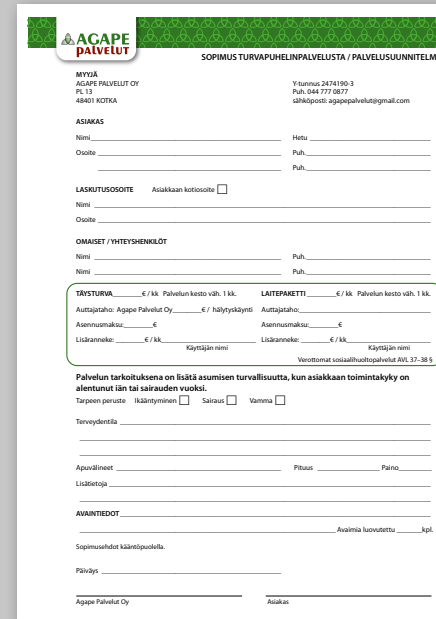 AGAPE
PALVELUT
SOPIMUS TURVAPUHELINPALVELUSTA / PALVELUSUUNNITELM
MYYJÄ
AGAPE PALVELUT OY
Y-tunnus 2474190-3
PL 13
Puh. 044 777 0877
48401 KOTKA
sähköposti: agapepalvelut@gmail.com
ASIAKAS
Nimi Hetu
Osoite Puh.
Puh.
LASKUTUSOSOITE Asiakkaan kotiosoite
Nimi
Osoite
OMAISET / YHTEYSHENKILÖT
Nimi Puh.
Nimi Puh.
TÄYSTURVA €/ kk Palvelun kesto väh. 1 kk. LAITEPAKETTI €/ kk Palvelun kesto väh. 1 kk.
Auttajataho: Agape Palvelut Oy €/ hälytyskäynti Auttajataho:
Asennusmaksu: € Asennusmaksu: €
Lisäranneke: €/ kk Lisäranneke: €/ kk
Käyttäjän nimi Käyttäjän nimi
Verottomat sosiaalihuoltopalvelut AVL 37–38 §
Palvelun tarkoituksena on lisätä asumisen turvallisuutta, kun asiakkaan toimintakyky on
alentunut iän tai sairauden vuoksi.
Tarpeen peruste Ikääntyminen Sairaus Vamma
Terveydentila
Apuvälineet Pituus Paino
Lisätietoja
AVAINTIEDOT
Avaimia luovutettu kpl.
Sopimusehdot kääntöpuolella.
Päiväys
Agape Palvelut Oy Asiakas